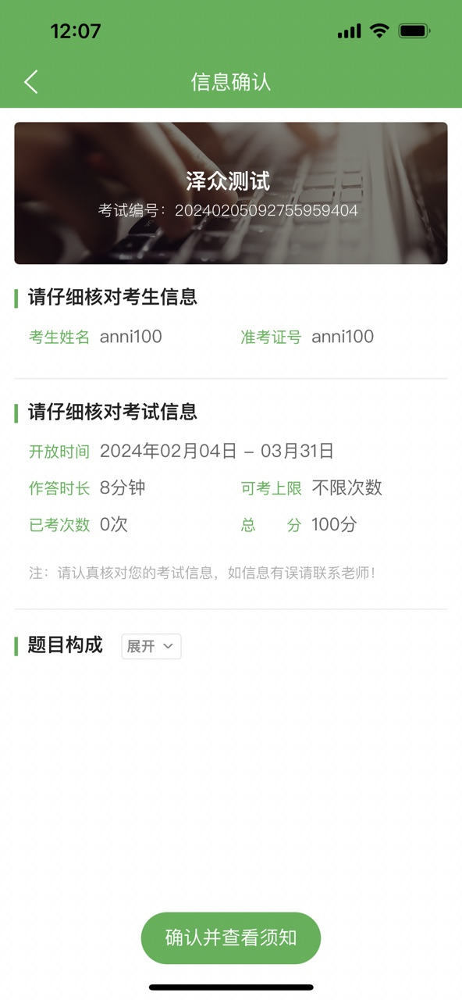 12:07
信息确认
泽众测试
考试编号：20240205092755959404
请仔细核对考生信息
考生姓名 anni100 准考证号 anni100
请仔细核对考试信息
开放时间 2024年02月04日 – 03月31日
作答时长 8分钟 可考上限 不限次数
已考次数 0次 总 分 100分
注：请认真核对您的考试信息，如信息有误请联系老师！
题目构成 展开
确认并查看须知